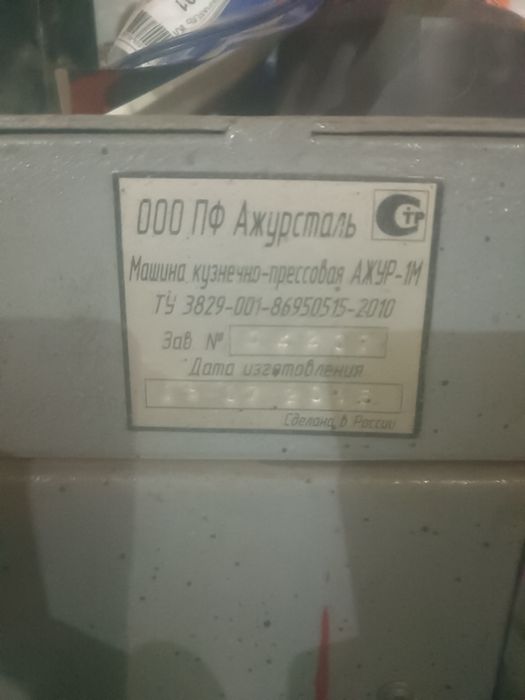 ООО ПФ Ажурсталь
Машина кузнечно-прессовая АЖУР-1М
ТУ 3829-001-86950515-2010
Зав №
Дата изготовления
Сделано в России